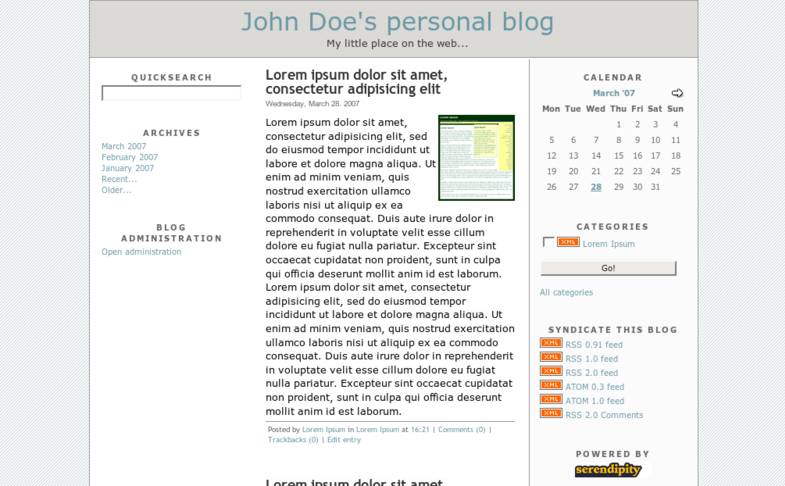 John Doe's personal blog
My little place on the web...
QUICKSEARCH
ARCHIVES
March 2007
February 2007
January 2007
Recent...
Older...
BLOG
ADMINISTRATION
Open administration
Lorem ipsum dolor sit amet,
consectetur adipisicing elit
Wednesday, March 28. 2007
Lorem ipsum dolor sit amet,
consectetur adipisicing elit, sed
do eiusmod tempor incididunt ut
labore et dolore magna aliqua. Ut
enim ad minim veniam, quis
nostrud exercitation ullamco
laboris nisi ut aliquip ex ea
commodo consequat. Duis aute irure dolor in
reprehenderit in voluptate velit esse cillum
dolore eu fugiat nulla pariatur. Excepteur sint
occaecat cupidatat non proident, sunt in culpa
qui officia deserunt mollit anim id est laborum.
Lorem ipsum dolor sit amet, consectetur
adipisicing elit, sed do eiusmod tempor
incididunt ut labore et dolore magna aliqua. Ut
enim ad minim veniam, quis nostrud exercitation
ullamco laboris nisi ut aliquip ex ea commodo
consequat. Duis aute irure dolor in reprehenderit
in voluptate velit esse cillum dolore eu fugiat
nulla pariatur. Excepteur sint occaecat cupidatat
non proident, sunt in culpa qui officia deserunt
mollit anim id est laborum.
Posted by Lorem Ipsum in Lorem Ipsum at 16:21 | Comments (0) |
Trackbacks (0) | Edit entry
Lorem ipsum dolor sit amet,
CALENDAR
March '07
Mon Tue Wed Thu Fri Sat Sun
1 2 3 4
5 6 7 8 9 10 11
12 13 14 15 16 17 18
19 20 21 22 23 24 25
26 27 28 29 30 31
CATEGORIES
XML Lorem Ipsum
Go!
All categories
SYNDICATE THIS BLOG
XML RSS 0.91 feed
XML RSS 1.0 feed
XML RSS 2.0 feed
XML ATOM 0.3 feed
XML ATOM 1.0 feed
XML RSS 2.0 Comments
POWERED BY
serendipity